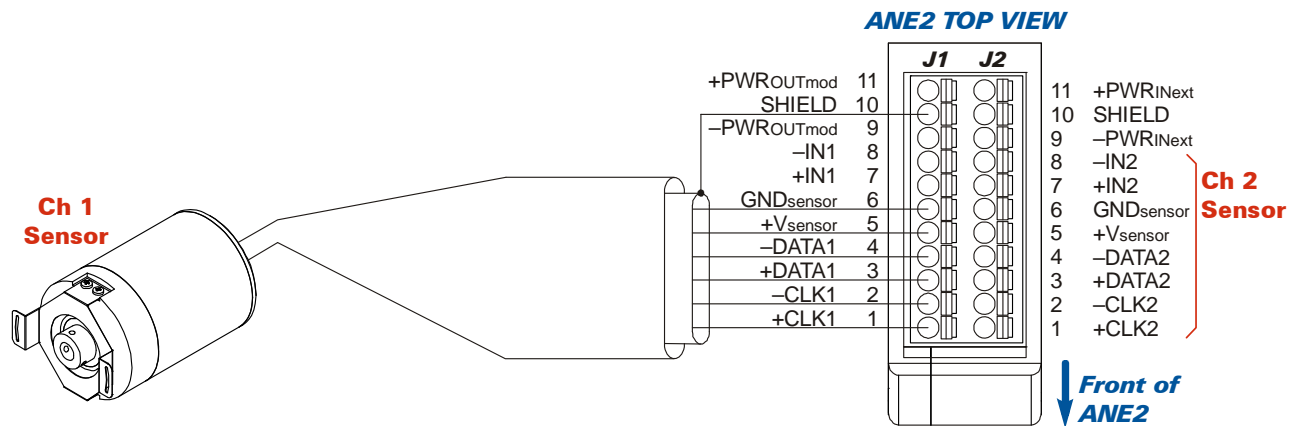 ANE2 TOP VIEW
J1 J2
+PWROUTmod 11
SHIELD 10
–PWROUTmod 9
–IN1 8
+IN1 7
GNDsensor 6
+Vsensor 5
–DATA1 4
+DATA1 3
–CLK1 2
+CLK1 1
11 +PWRINext
10 SHIELD
9 –PWRINext
8 –IN2
7 +IN2
6 GNDsensor
5 +Vsensor
4 –DATA2
3 +DATA2
2 –CLK2
1 +CLK2
Ch 1
Sensor
Ch 2
Sensor
Front of
ANE2